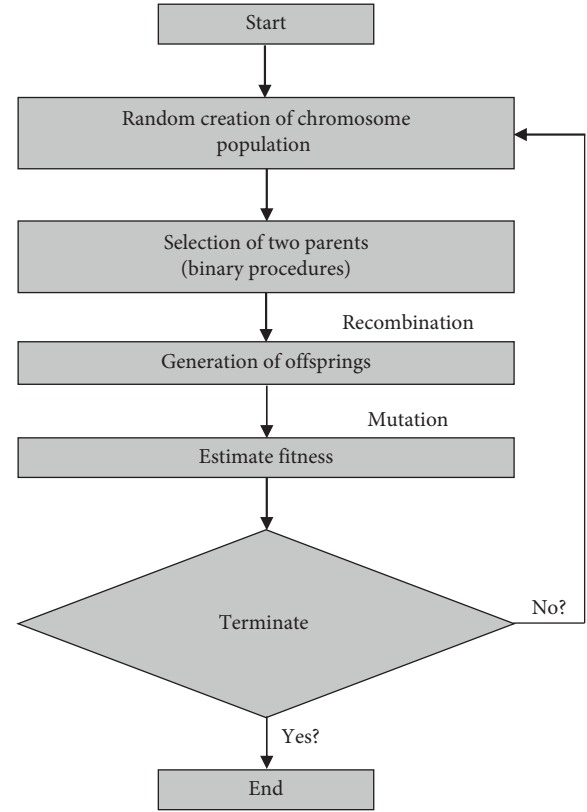 Start
Random creation of chromosome
population
Selection of two parents
(binary procedures)
Recombination
Generation of offsprings
Mutation
Estimate fitness
Terminate
No?
Yes?
End